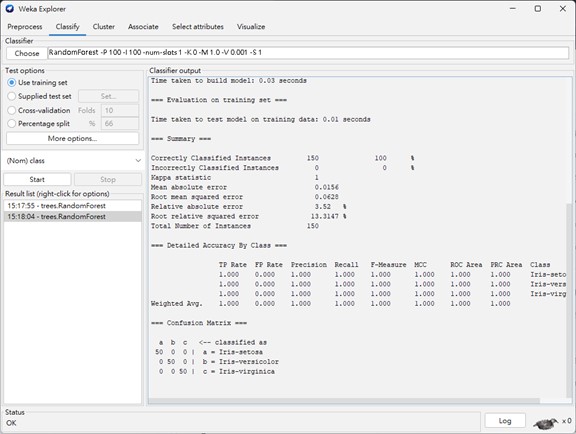 Weka Explorer
Preprocess Classify Cluster Associate Select attributes Visualize
Classifier
Choose RandomForest -P 100 -I 100 -num-slots 1 -K 0 -M 1.0 -V 0.001 -S 1
Test options
Use training set
Supplied test set Set...
Cross-validation Folds 10
Percentage split % 66
More options...
(Nom) class
Start Stop
Result list (right-click for options)
15:17:55 - trees.RandomForest
15:18:04 - trees.RandomForest
Classifier output
Time taken to build model: 0.03 seconds
=== Evaluation on training set ===
Time taken to test model on training data: 0.01 seconds
=== Summary ===
Correctly Classified Instances 150 100 %
Incorrectly Classified Instances 0 0 %
Kappa statistic 1
Mean absolute error 0.0156
Root mean squared error 0.0628
Relative absolute error 3.52 %
Root relative squared error 13.3147 %
Total Number of Instances 150
=== Detailed Accuracy By Class ===
TP Rate FP Rate Precision Recall F-Measure MCC ROC Area PRC Area Class
1.000 0.000 1.000 1.000 1.000 1.000 1.000 1.000 Iris-seto
1.000 0.000 1.000 1.000 1.000 1.000 1.000 1.000 Iris-vers
1.000 0.000 1.000 1.000 1.000 1.000 1.000 1.000 Iris-virg
Weighted Avg. 1.000 0.000 1.000 1.000 1.000 1.000 1.000 1.000
=== Confusion Matrix ===
a b c <-- classified as
50 0 0 | a = Iris-setosa
0 50 0 | b = Iris-versicolor
0 0 50 | c = Iris-virginica
Status
OK
Log
x 0